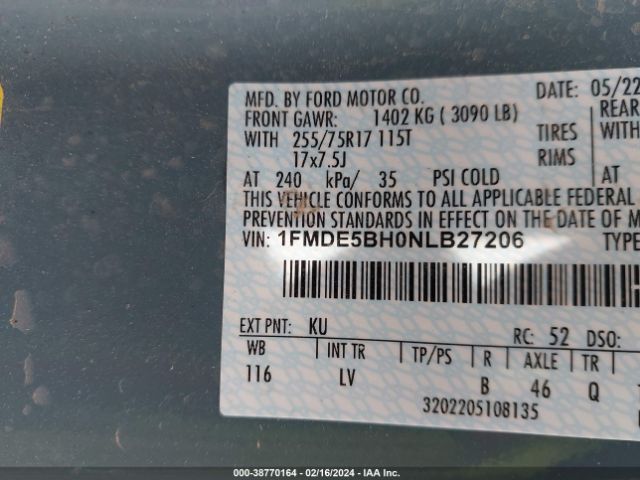 MFD. BY FORD MOTOR CO.
DATE: 05/22
FRONT GAWR: 1402 KG ( 3090 LB)
REAR
WITH 255/75R17 115T TIRES
WITH
17x7.5J RIMS
AT 240 kPa/ 35 PSI COLD
AT
THIS VEHICLE CONFORMS TO ALL APPLICABLE FEDERAL
PREVENTION STANDARDS IN EFFECT ON THE DATE OF M
VIN: 1FMDE5BH0NLB27206
TYPE
EXT PNT: KU
RC: 52 DSO:
WB INT TR TP/PS R AXLE TR
116 LV B 46 Q
3202205108135
000-38770164 - 02/16/2024 - IAA Inc.